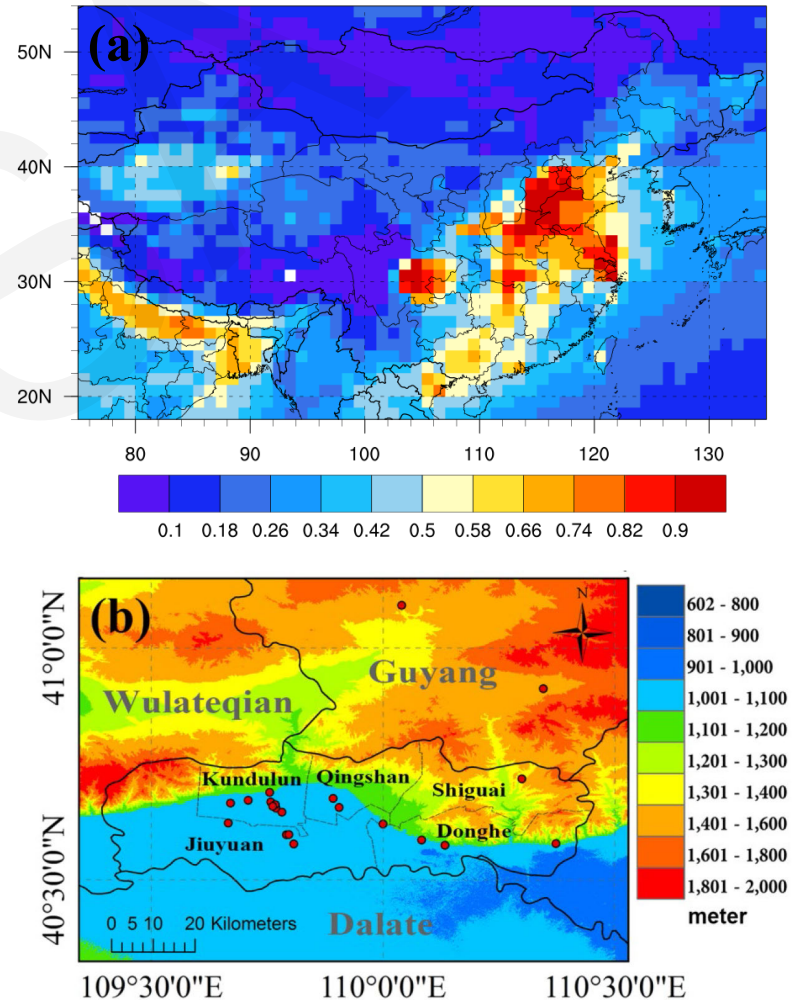 (a)
50N
40N
30N
20N
80 90 100 110 120 130
0.1 0.18 0.26 0.34 0.42 0.5 0.58 0.66 0.74 0.82 0.9
(b)
N
41°0'0"N
40°30'0"N
Guyang
Wulateqian
Kundulun Qingshan
Shiguai
Jiuyuan
Donghe
Dalate
0 5 10 20 Kilometers
109°30'0"E 110°0'0"E 110°30'0"E
602 - 800
801 - 900
901 - 1,000
1,001 - 1,100
1,101 - 1,200
1,201 - 1,300
1,301 - 1,400
1,401 - 1,600
1,601 - 1,800
1,801 - 2,000
meter